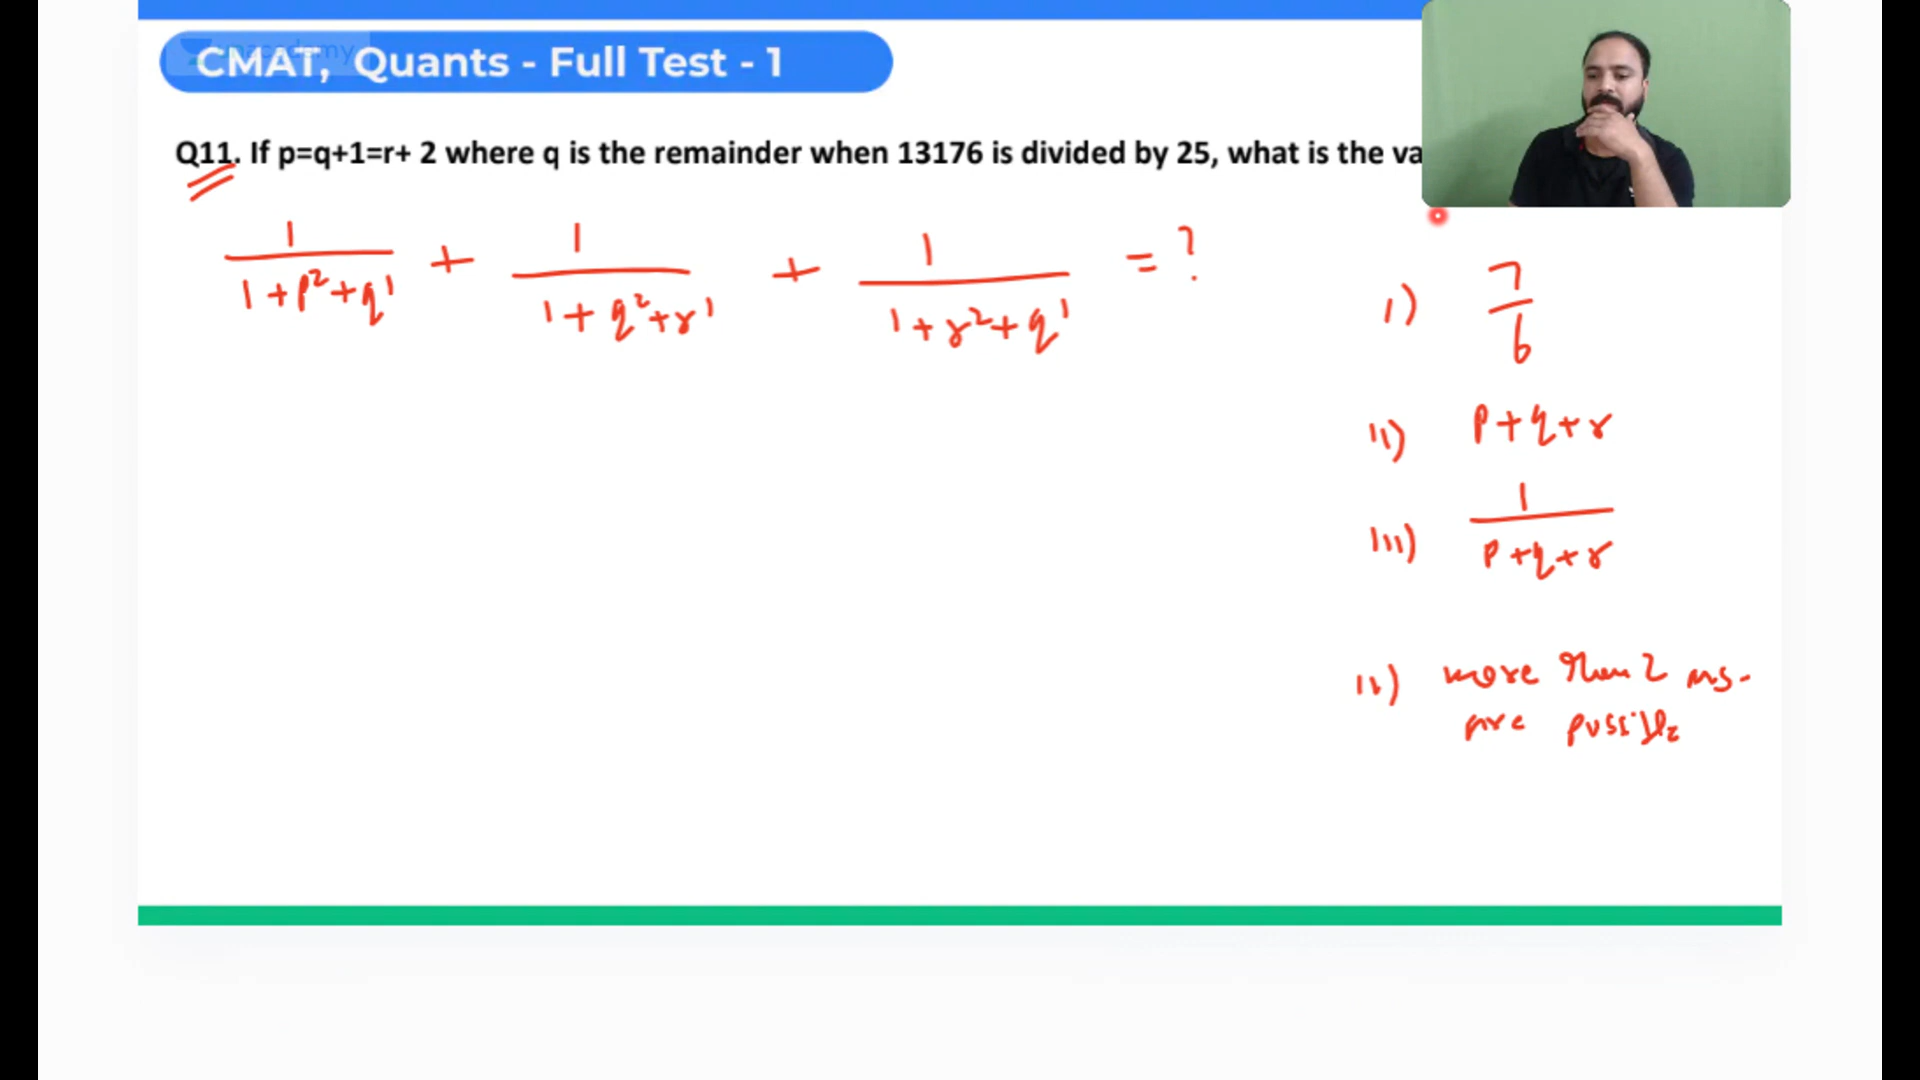 CMAT, Quants - Full Test - 1
Q11. If p=q+1=r+ 2 where q is the remainder when 13176 is divided by 25, what is the va
1/(1+p²+q¹) + 1/(1+q²+r¹) + 1/(1+r²+q¹) = ?
i) 7/6
ii) p+q+r
iii) 1/(p+q+r)
iv) more than 2 ans.
are possible